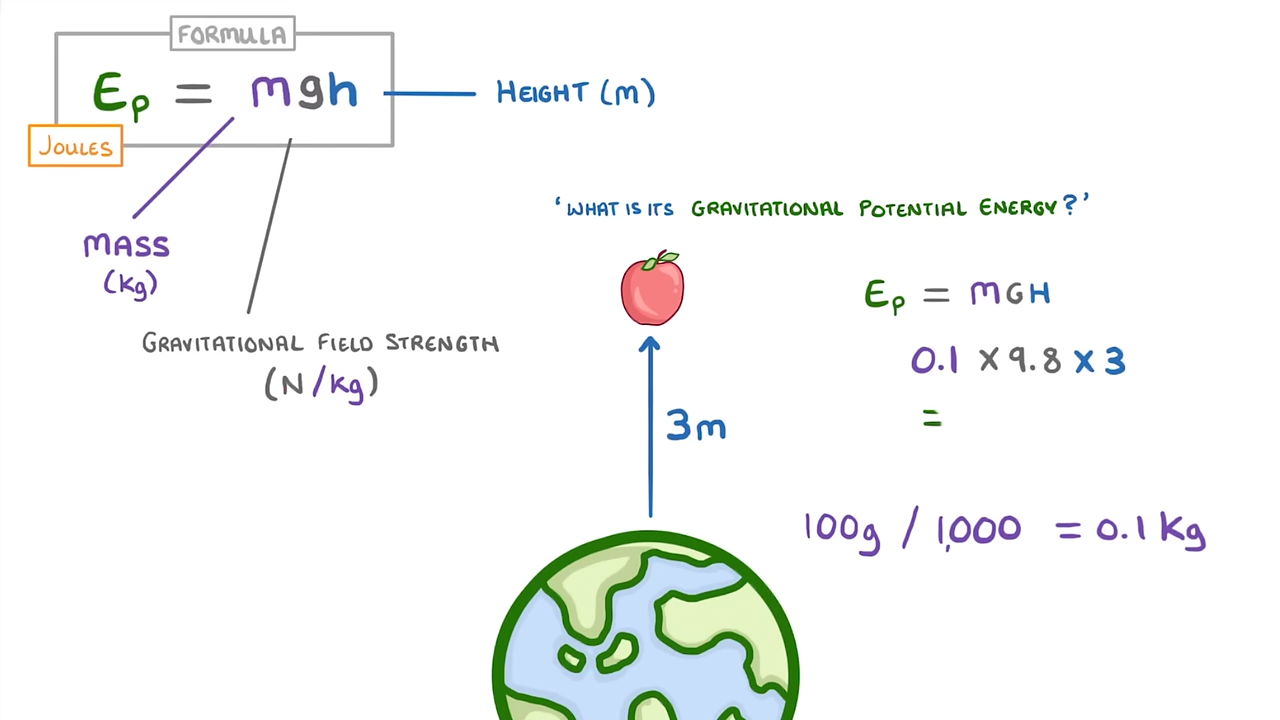 FORMULA
Ep = mgh
HEIGHT (m)
JOULES
MASS
(kg)
GRAVITATIONAL FIELD STRENGTH
(N/kg)
'WHAT IS ITS GRAVITATIONAL POTENTIAL ENERGY?'
Ep = MGH
0.1 × 9.8 × 3
=
3m
100g / 1,000 = 0.1 kg